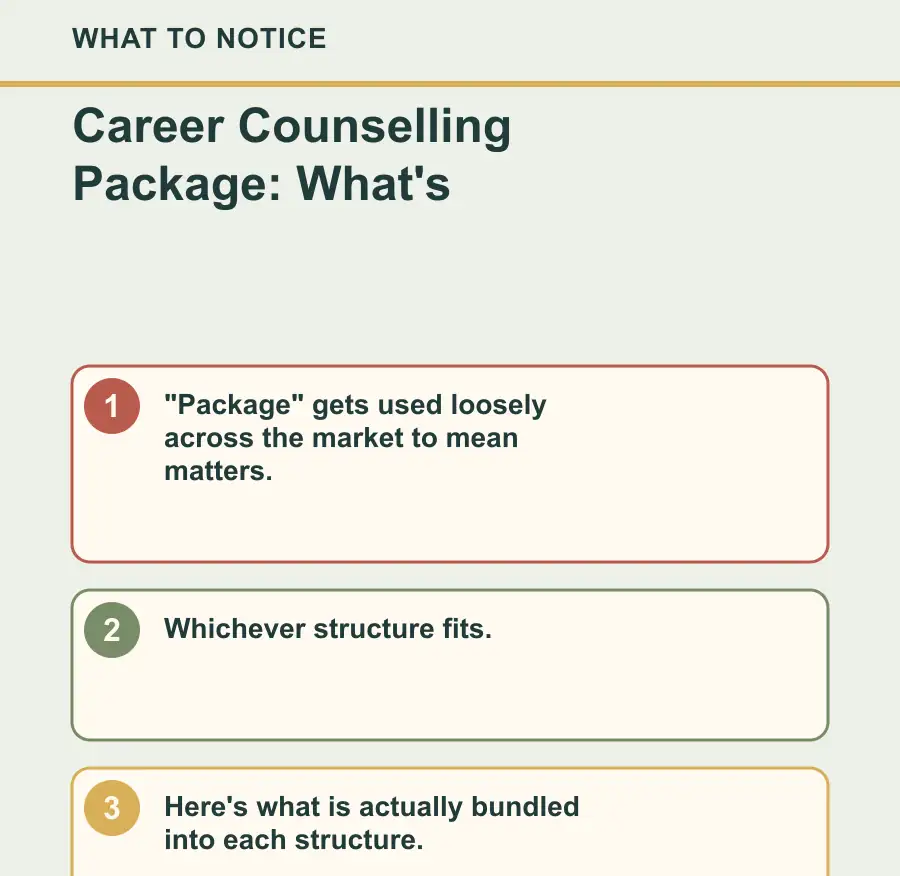 WHAT TO NOTICE
Career Counselling
Package: What's
1
"Package" gets used loosely
across the market to mean
matters.
2
Whichever structure fits.
3
Here's what is actually bundled
into each structure.